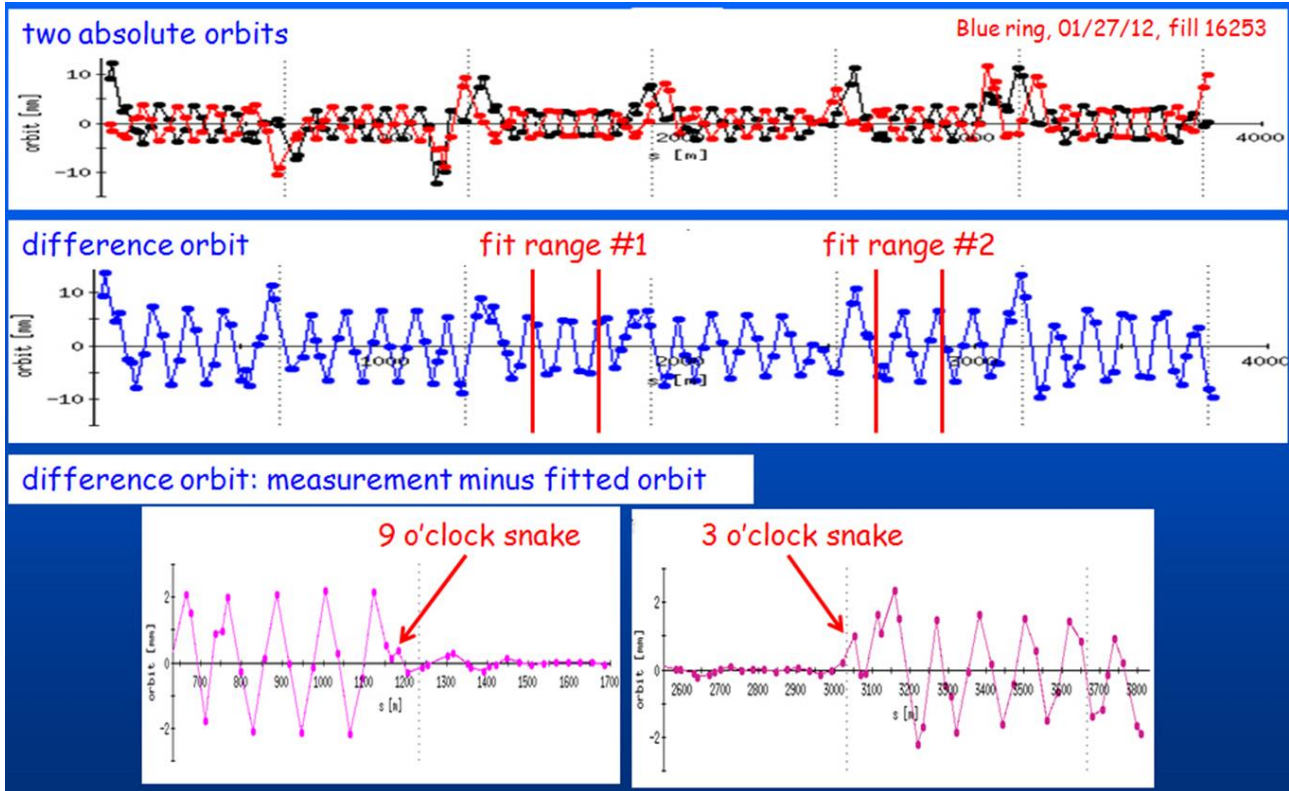 two absolute orbits
Blue ring, 01/27/12, fill 16253
orbit [mm]
10
0
-10
4000
s [m]
difference orbit
fit range #1
fit range #2
orbit [mm]
10
0
-10
1000
2000
3000
4000
s [m]
difference orbit: measurement minus fitted orbit
9 o'clock snake
3 o'clock snake
orbit [mm]
2
0
-2
700 800 900 1000 1100 1200 1300 1400 1500 1600 1700
s [m]
orbit [mm]
2
0
-2
2600 2700 2800 2900 3000 3100 3200 3300 3400 3500 3600 3700 3800
s [m]